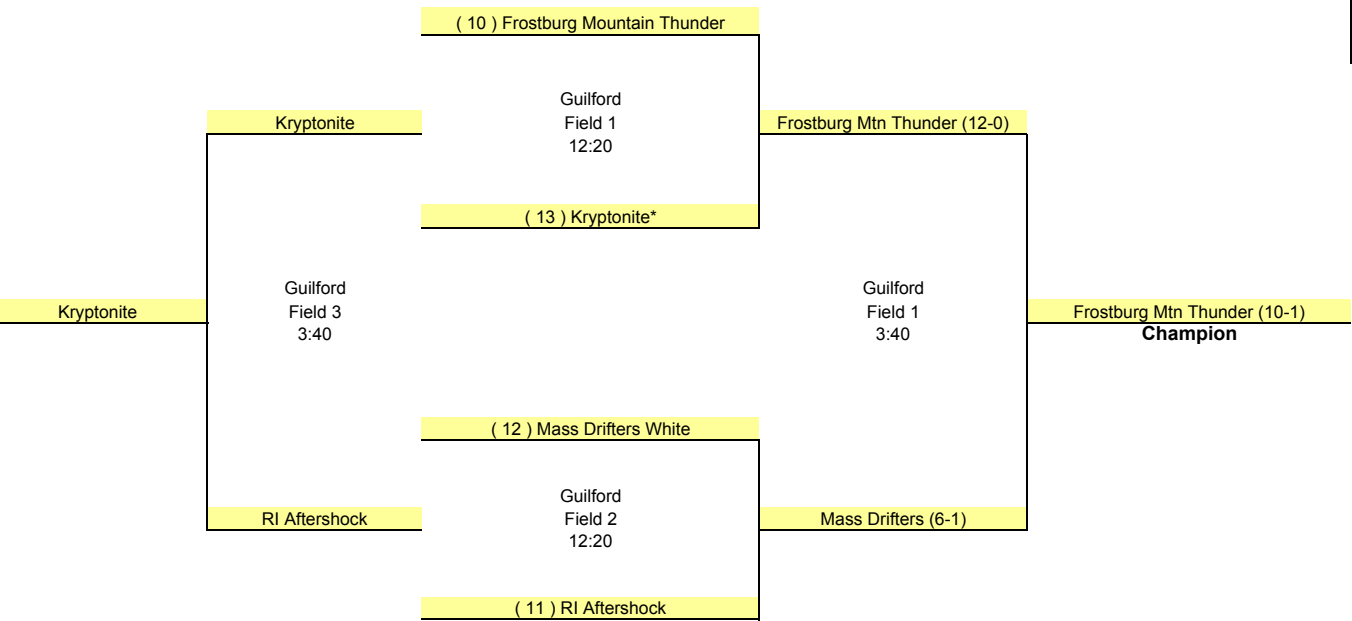 ( 10 ) Frostburg Mountain Thunder
Guilford
Kryptonite
Field 1
Frostburg Mtn Thunder (12-0)
12:20
( 13 ) Kryptonite*
Guilford
Guilford
Kryptonite
Field 3
Field 1
Frostburg Mtn Thunder (10-1)
3:40
3:40
Champion
( 12 ) Mass Drifters White
Guilford
RI Aftershock
Field 2
Mass Drifters (6-1)
12:20
( 11 ) RI Aftershock